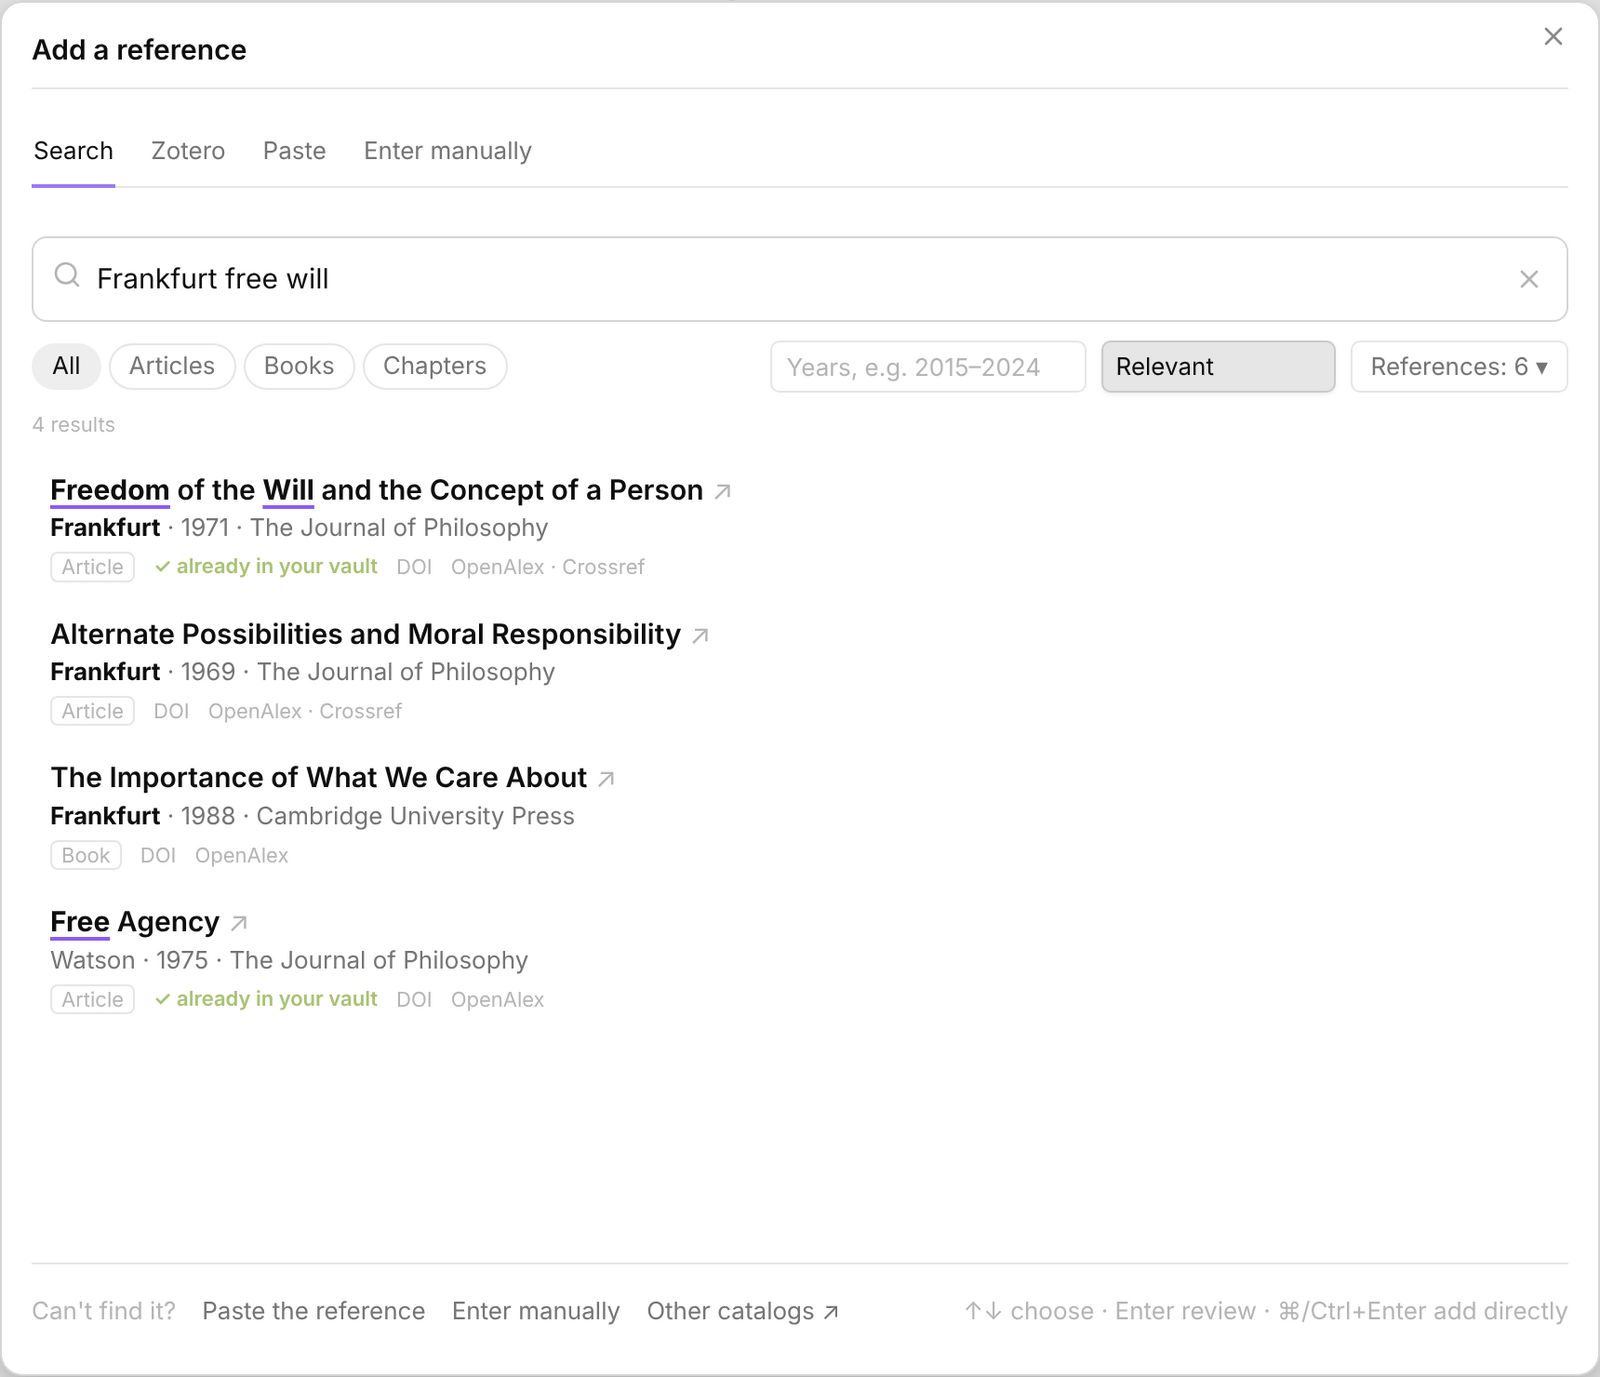 Add a reference
Search Zotero Paste Enter manually
Frankfurt free will
All Articles Books Chapters Years, e.g. 2015–2024 Relevant References: 6 ▾
4 results
Freedom of the Will and the Concept of a Person ↗
Frankfurt · 1971 · The Journal of Philosophy
Article ✓ already in your vault DOI OpenAlex · Crossref
Alternate Possibilities and Moral Responsibility ↗
Frankfurt · 1969 · The Journal of Philosophy
Article DOI OpenAlex · Crossref
The Importance of What We Care About ↗
Frankfurt · 1988 · Cambridge University Press
Book DOI OpenAlex
Free Agency ↗
Watson · 1975 · The Journal of Philosophy
Article ✓ already in your vault DOI OpenAlex
Can't find it? Paste the reference Enter manually Other catalogs ↗ ↑↓ choose · Enter review · ⌘/Ctrl+Enter add directly